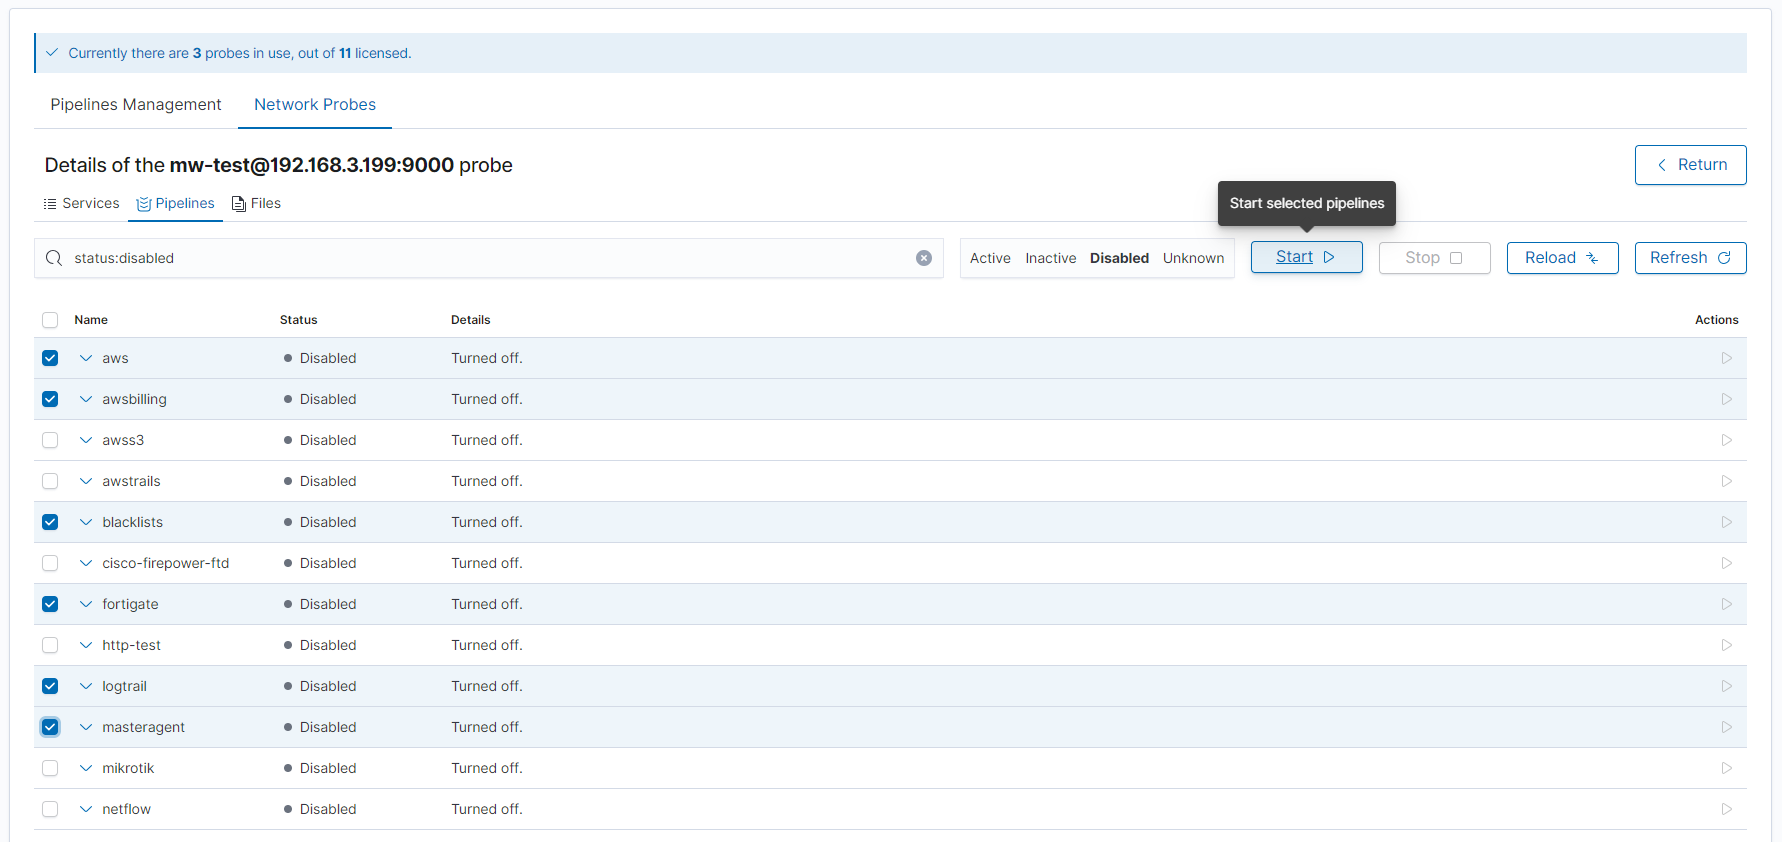 Currently there are 3 probes in use, out of 11 licensed.
Pipelines Management Network Probes
Details of the mw-test@192.168.3.199:9000 probe
Return
Services Pipelines Files
Start selected pipelines
status:disabled
Active Inactive Disabled Unknown
Start Stop Reload Refresh
Name Status Details Actions
aws Disabled Turned off.
awsbilling Disabled Turned off.
awss3 Disabled Turned off.
awstrails Disabled Turned off.
blacklists Disabled Turned off.
cisco-firepower-ftd Disabled Turned off.
fortigate Disabled Turned off.
http-test Disabled Turned off.
logtrail Disabled Turned off.
masteragent Disabled Turned off.
mikrotik Disabled Turned off.
netflow Disabled Turned off.